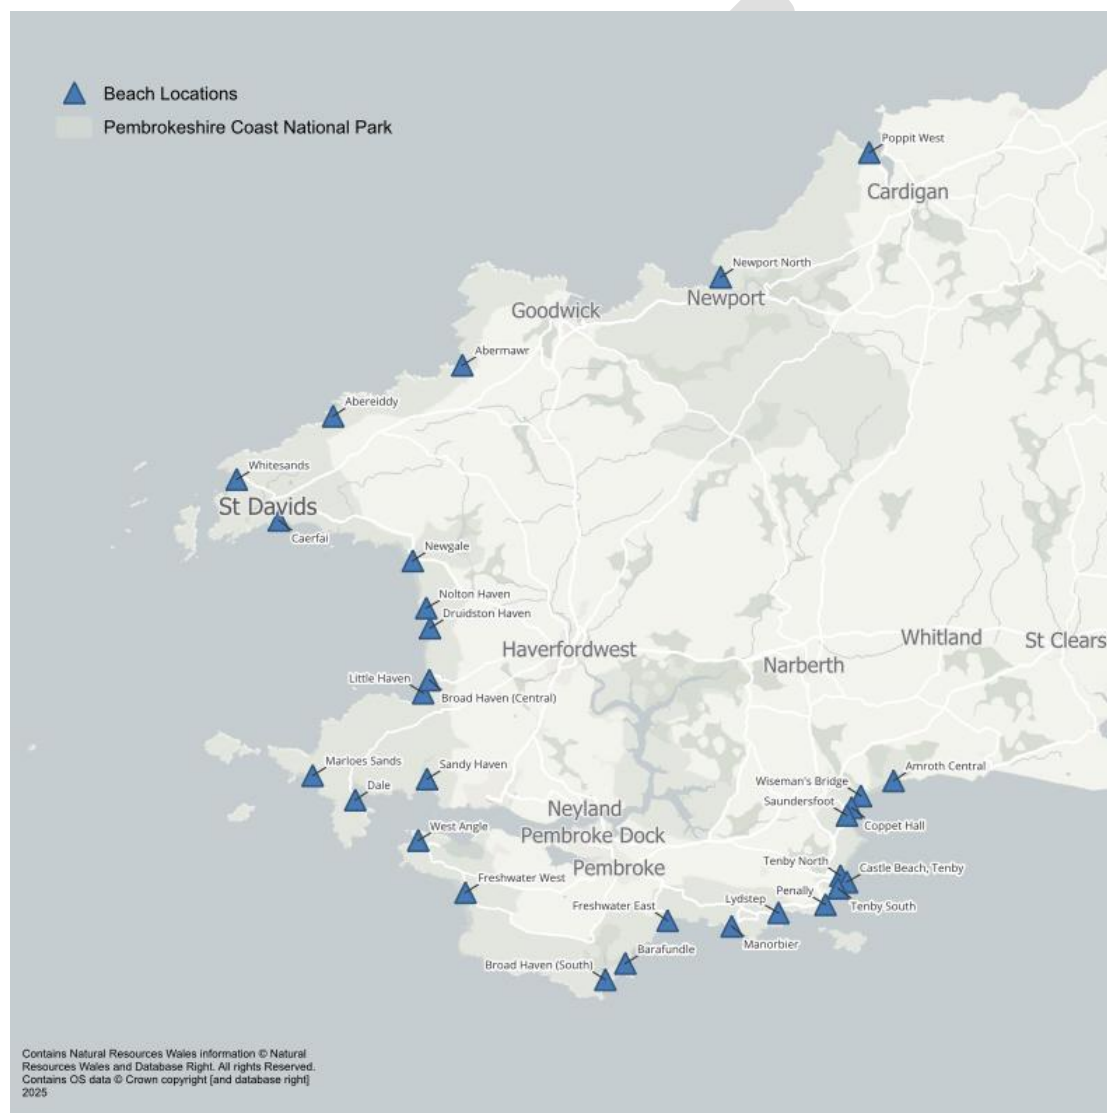 Beach Locations
Pembrokeshire Coast National Park
Poppit West
Cardigan
Newport North
Newport
Goodwick
Abermawr
Abereiddy
Whitesands
St Davids
Caerfai
Newgale
Nolton Haven
Druidston Haven
Haverfordwest
Whitland
St Clears
Narberth
Little Haven
Broad Haven (Central)
Marloes Sands
Sandy Haven
Amroth Central
Wiseman's Bridge
Dale
Saundersfoot
Neyland
Coppet Hall
West Angle
Pembroke Dock
Tenby North
Castle Beach, Tenby
Pembroke
Freshwater West
Penally
Lydstep
Freshwater East
Tenby South
Manorbier
Barafundle
Broad Haven (South)
Contains Natural Resources Wales information © Natural
Resources Wales and Database Right. All rights Reserved.
Contains OS data © Crown copyright [and database right]
2025